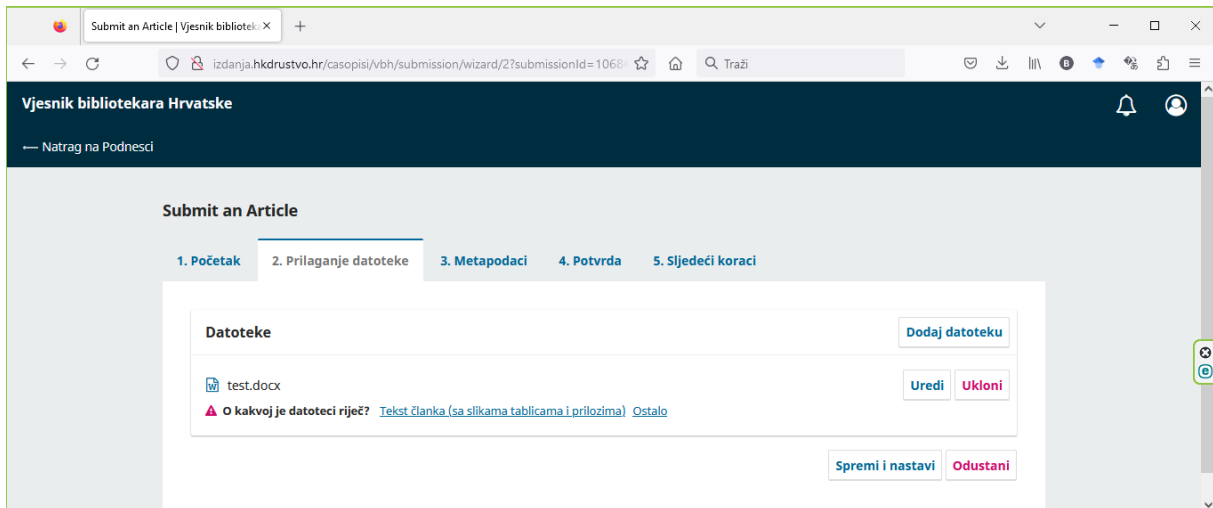 Submit an Article | Vjesnik bibliotek
izdanja.hkdrustvo.hr/casopisi/vbh/submission/wizard/2?submissionId=1068
Traži
Vjesnik bibliotekara Hrvatske
← Natrag na Podnesci
Submit an Article
1. Početak 2. Prilaganje datoteke 3. Metapodaci 4. Potvrda 5. Sljedeći koraci
Datoteke Dodaj datoteku
test.docx Uredi Ukloni
O kakvoj je datoteci riječ? Tekst članka (sa slikama tablicama i prilozima) Ostalo
Spremi i nastavi Odustani